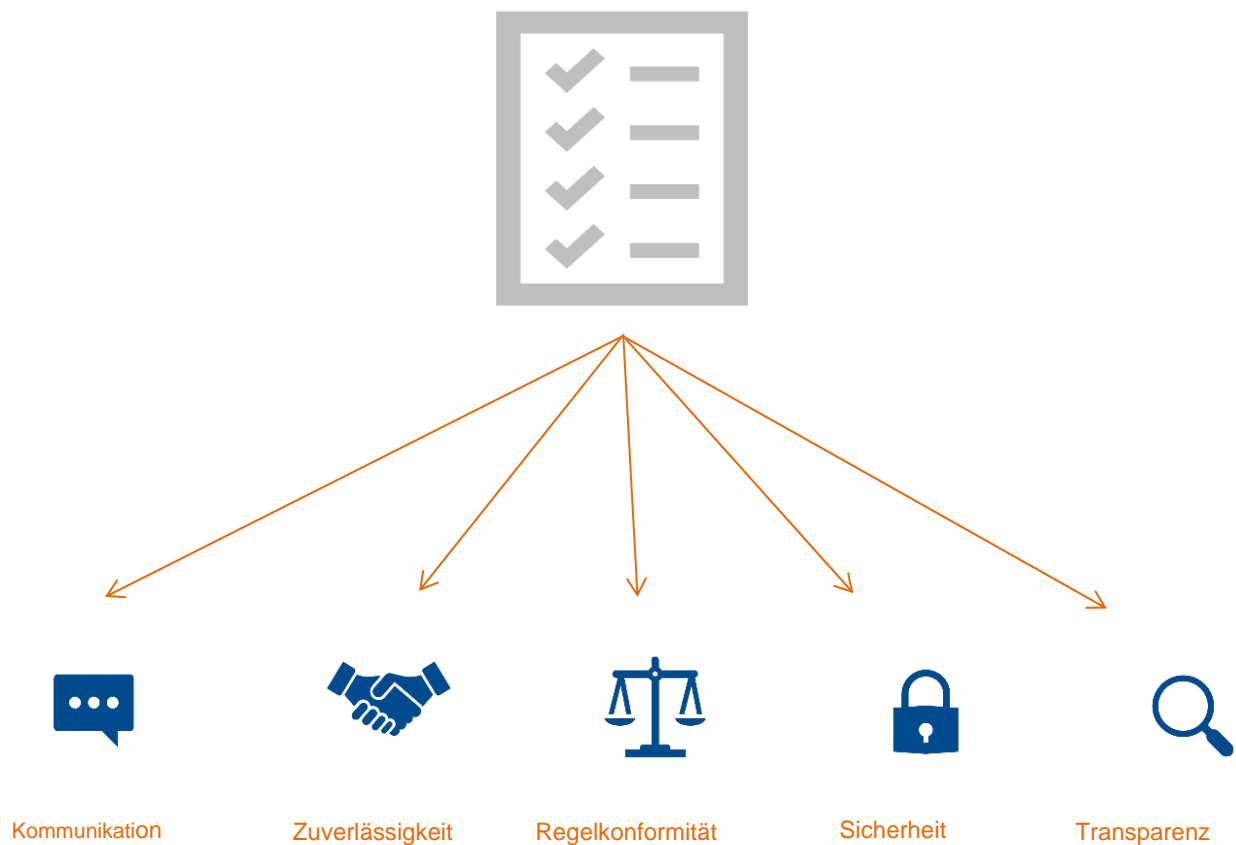 Kommunikation
Zuverlässigkeit
Regelkonformität
Sicherheit
Transparenz